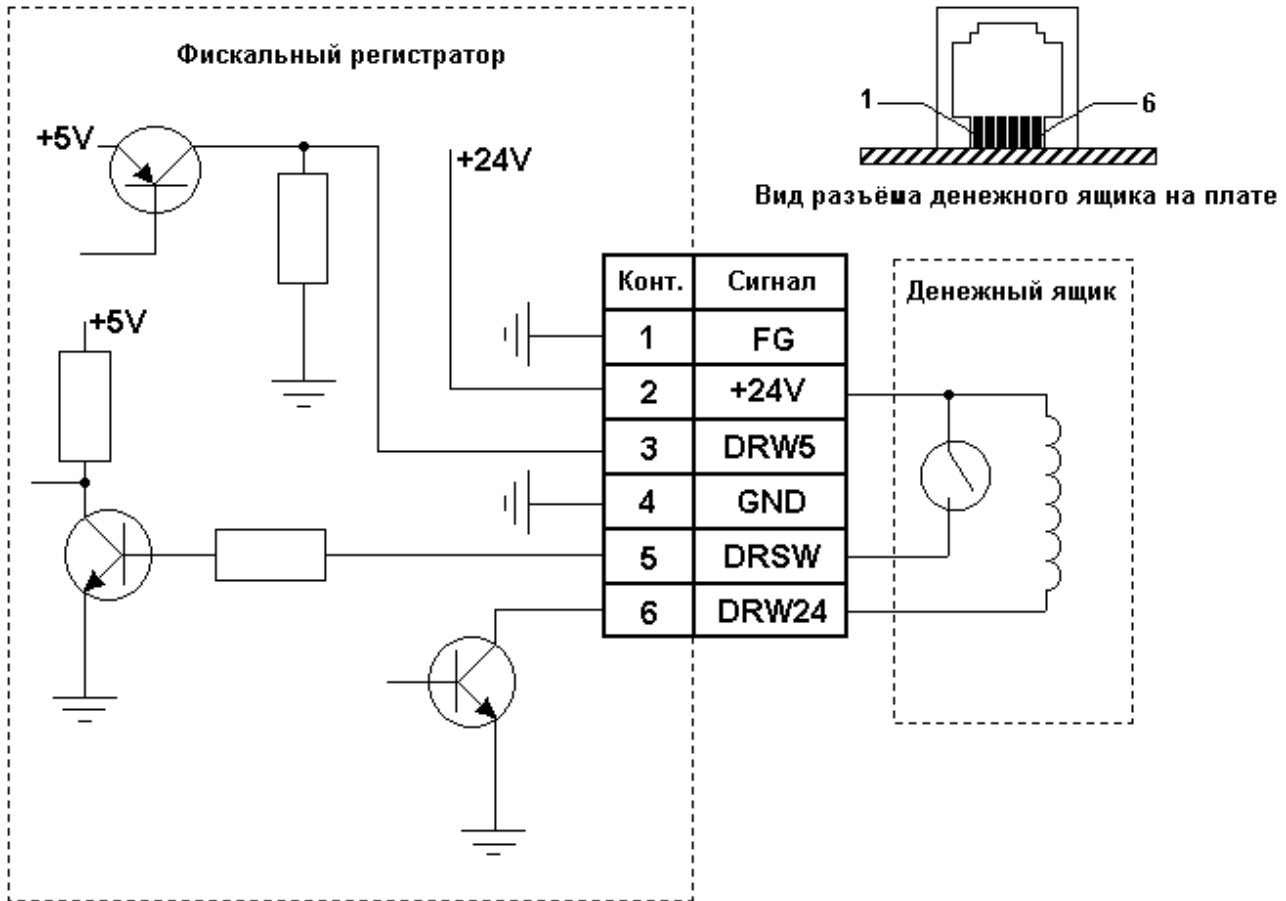 Фискальный регистратор
+5V
+24V
1
6
Вид разъёма денежного ящика на плате
+5V
Конт. Сигнал
1 FG
2 +24V
3 DRW5
4 GND
5 DRSW
6 DRW24
Денежный ящик